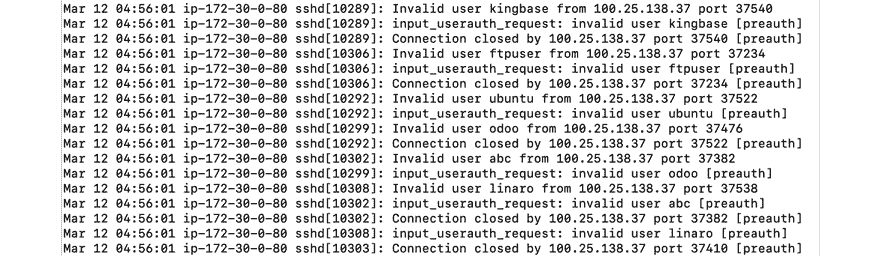 Mar 12 04:56:01 ip-172-30-0-80 sshd[10289]: Invalid user kingbase from 100.25.138.37 port 37540
Mar 12 04:56:01 ip-172-30-0-80 sshd[10289]: input_userauth_request: invalid user kingbase [preauth]
Mar 12 04:56:01 ip-172-30-0-80 sshd[10289]: Connection closed by 100.25.138.37 port 37540 [preauth]
Mar 12 04:56:01 ip-172-30-0-80 sshd[10306]: Invalid user ftpuser from 100.25.138.37 port 37234
Mar 12 04:56:01 ip-172-30-0-80 sshd[10306]: input_userauth_request: invalid user ftpuser [preauth]
Mar 12 04:56:01 ip-172-30-0-80 sshd[10306]: Connection closed by 100.25.138.37 port 37234 [preauth]
Mar 12 04:56:01 ip-172-30-0-80 sshd[10292]: Invalid user ubuntu from 100.25.138.37 port 37522
Mar 12 04:56:01 ip-172-30-0-80 sshd[10292]: input_userauth_request: invalid user ubuntu [preauth]
Mar 12 04:56:01 ip-172-30-0-80 sshd[10299]: Invalid user odoo from 100.25.138.37 port 37476
Mar 12 04:56:01 ip-172-30-0-80 sshd[10292]: Connection closed by 100.25.138.37 port 37522 [preauth]
Mar 12 04:56:01 ip-172-30-0-80 sshd[10302]: Invalid user abc from 100.25.138.37 port 37382
Mar 12 04:56:01 ip-172-30-0-80 sshd[10299]: input_userauth_request: invalid user odoo [preauth]
Mar 12 04:56:01 ip-172-30-0-80 sshd[10308]: Invalid user linaro from 100.25.138.37 port 37538
Mar 12 04:56:01 ip-172-30-0-80 sshd[10302]: input_userauth_request: invalid user abc [preauth]
Mar 12 04:56:01 ip-172-30-0-80 sshd[10302]: Connection closed by 100.25.138.37 port 37382 [preauth]
Mar 12 04:56:01 ip-172-30-0-80 sshd[10308]: input_userauth_request: invalid user linaro [preauth]
Mar 12 04:56:01 ip-172-30-0-80 sshd[10303]: Connection closed by 100.25.138.37 port 37410 [preauth]